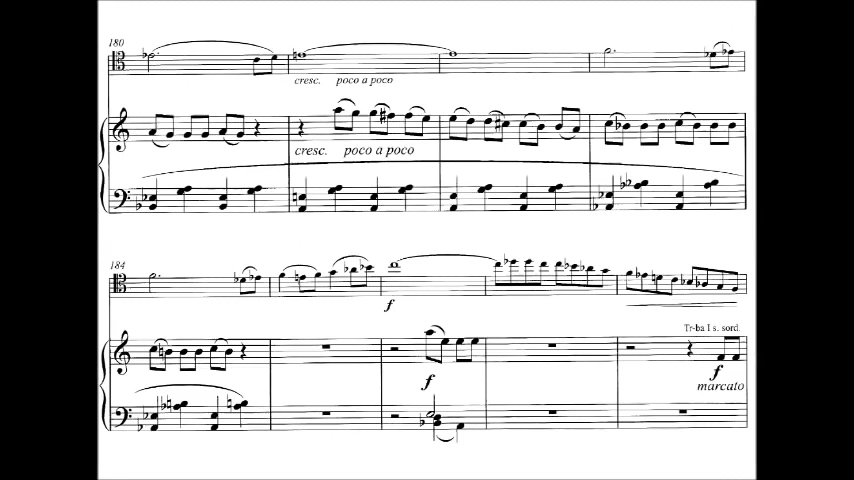 180
cresc. poco a poco
cresc. poco a poco
184
f
Tr-ba I s. sord.
f
f
marcato